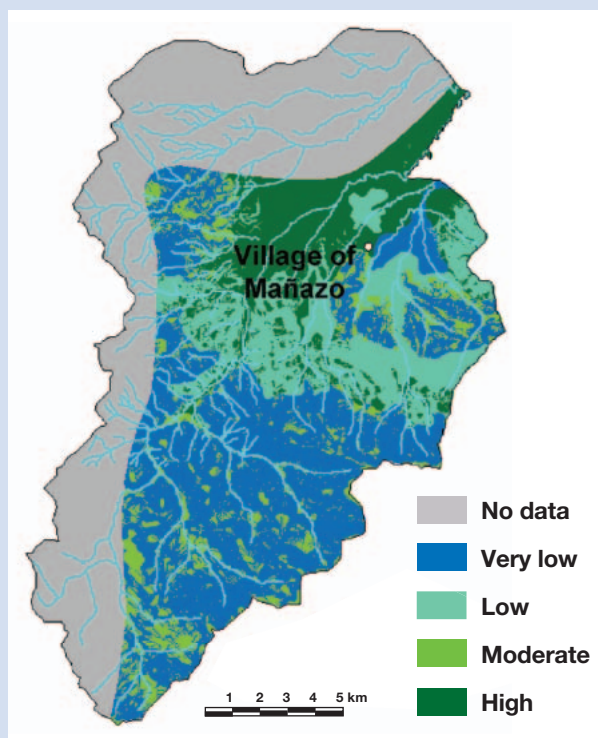 Village of
Mañazo
No data
Very low
Low
Moderate
High
1 2 3 4 5 km